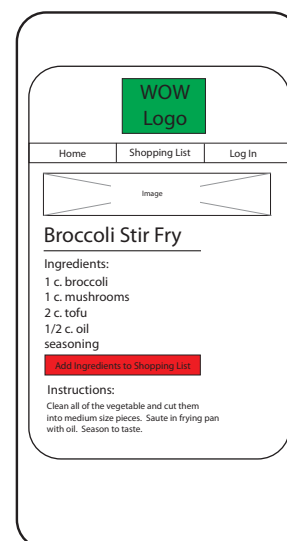 WOW
Logo
Home Shopping List Log In
Image
Broccoli Stir Fry
Ingredients:
1 c. broccoli
1 c. mushrooms
2 c. tofu
1/2 c. oil
seasoning
Add Ingredients to Shopping List
Instructions:
Clean all of the vegetable and cut them
into medium size pieces. Saute in frying pan
with oil. Season to taste.